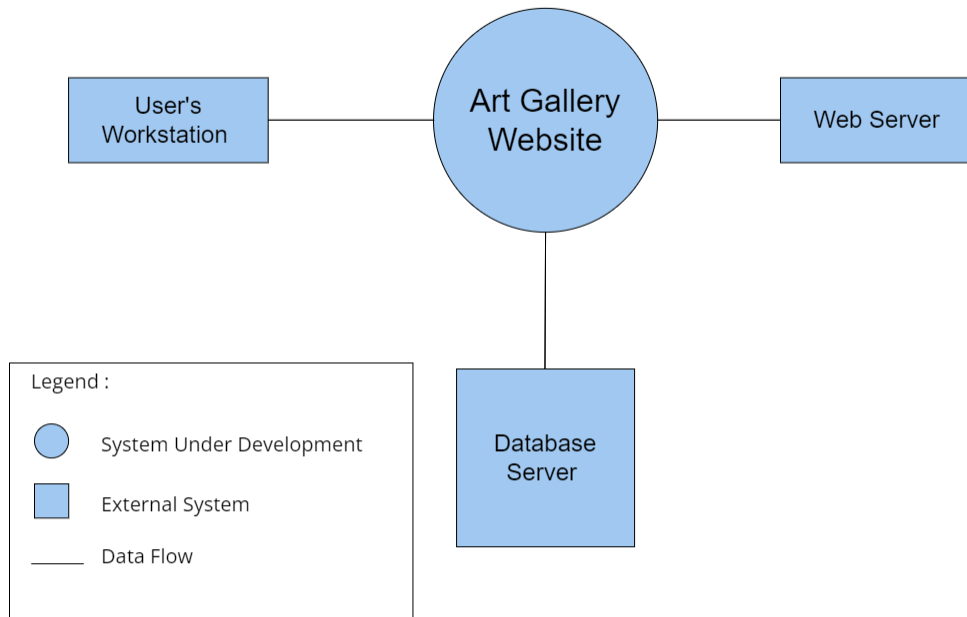 User's
Workstation
Art Gallery
Website
Web Server
Database
Server
Legend :
System Under Development
External System
Data Flow